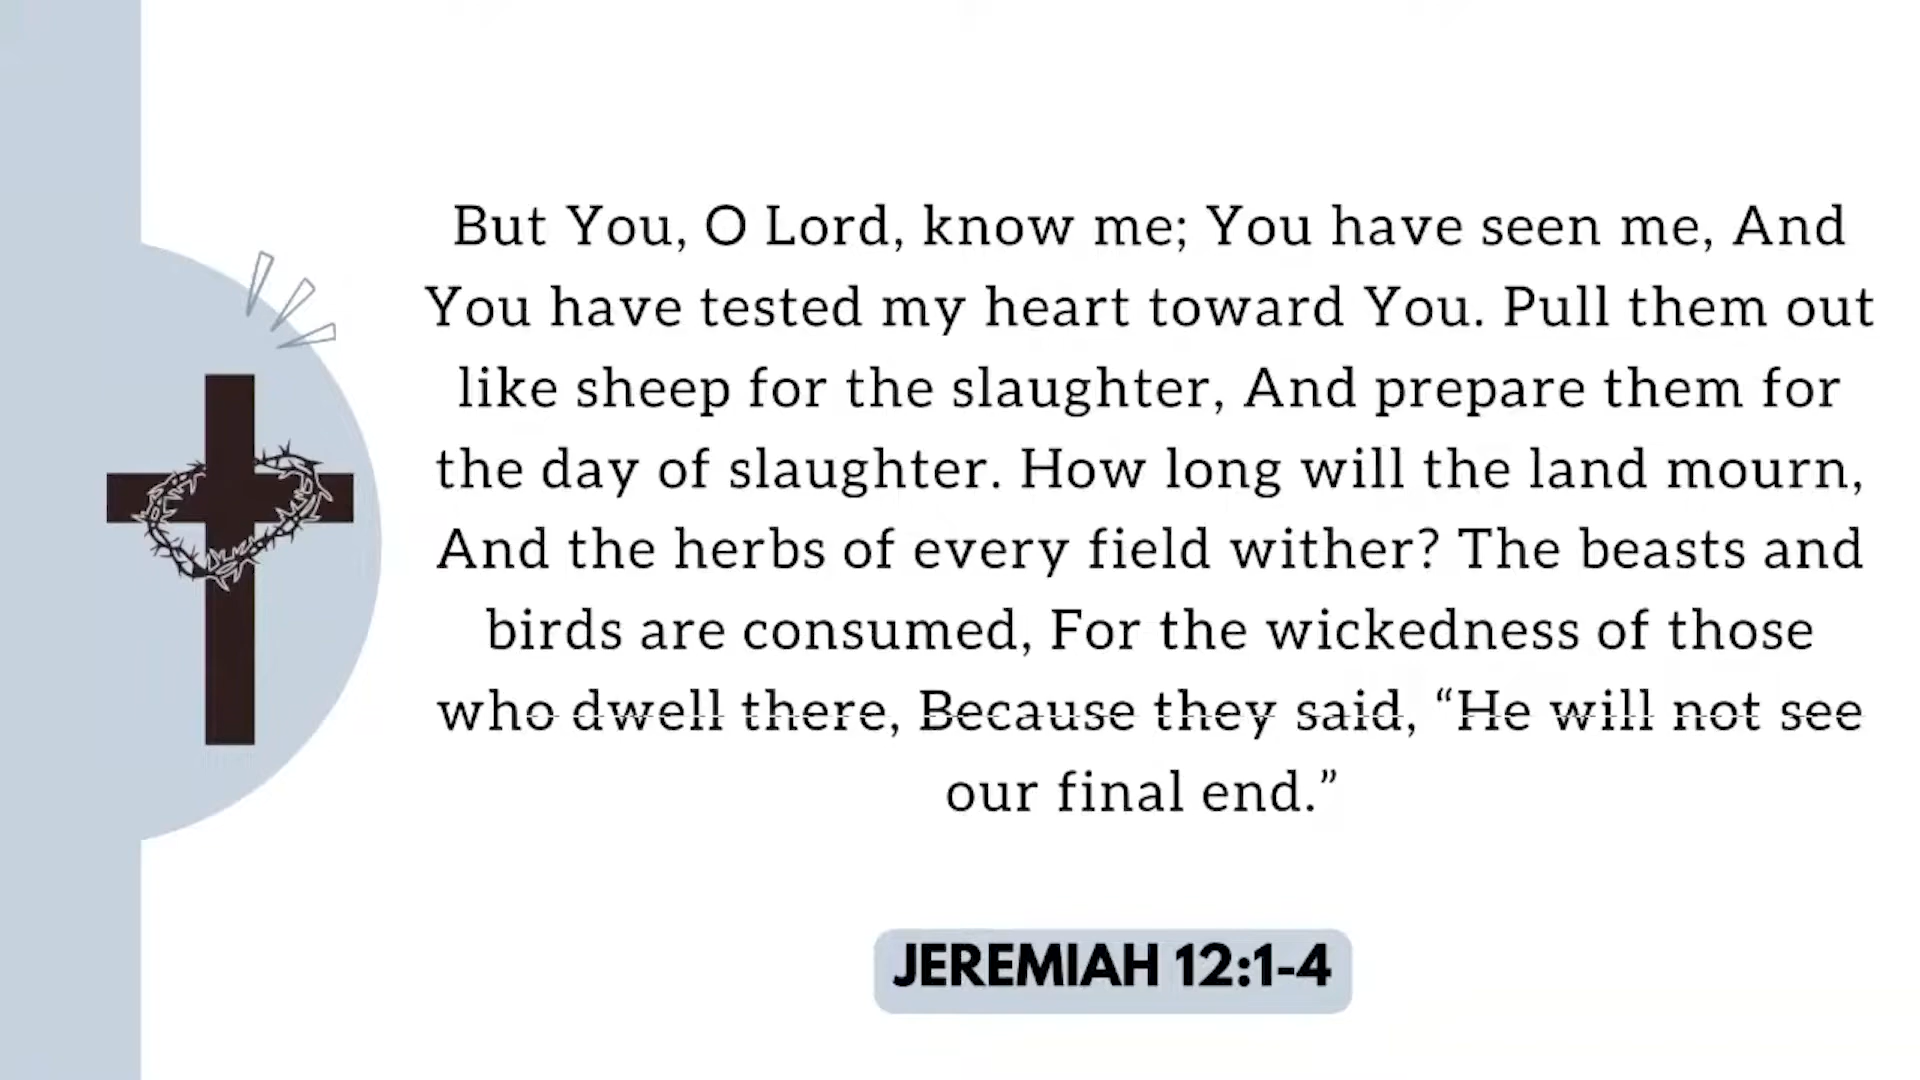 But You, O Lord, know me; You have seen me, And
You have tested my heart toward You. Pull them out
like sheep for the slaughter, And prepare them for
the day of slaughter. How long will the land mourn,
And the herbs of every field wither? The beasts and
birds are consumed, For the wickedness of those
who dwell there, Because they said, “He will not see
our final end.”
JEREMIAH 12:1-4